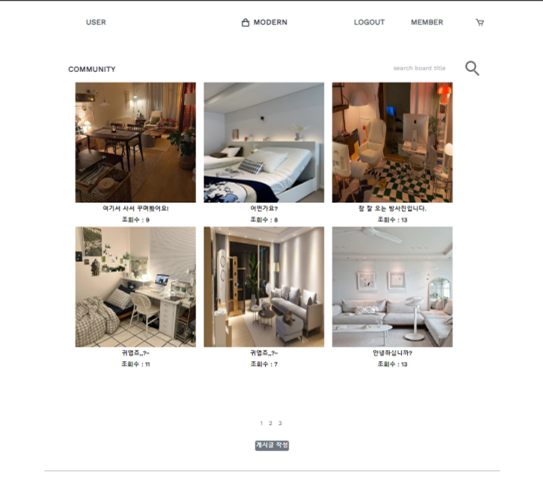 USER
MODERN
LOGOUT
MEMBER
COMMUNITY
search board title
여기서 사서 꾸며봤어요!
조회수 : 9
어떤가요?
조회수 : 8
잠 잘 오는 방사진입니다.
조회수 : 13
귀엽죠,,?~
조회수 : 11
귀엽죠,,?~
조회수 : 7
안녕하십니까?
조회수 : 13
1 2 3
게시글 작성